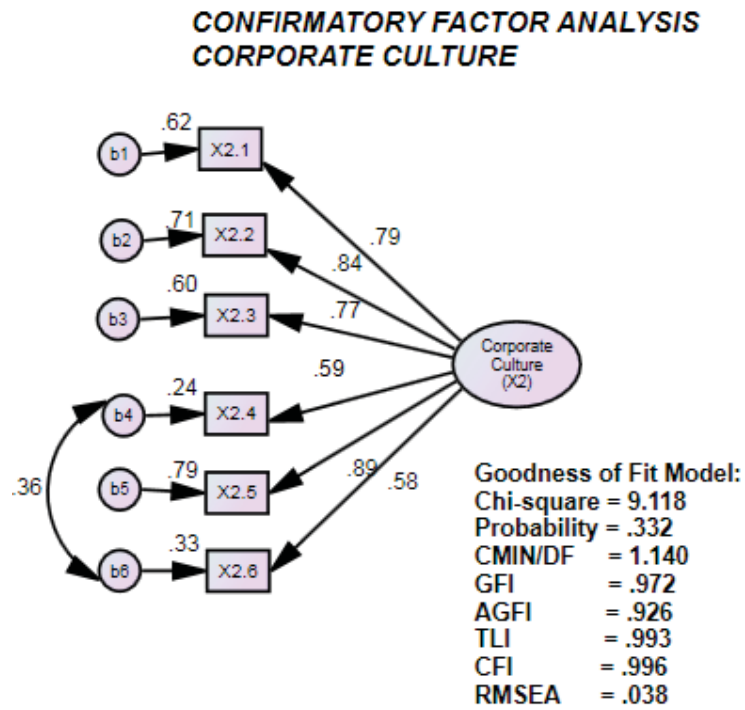 CONFIRMATORY FACTOR ANALYSIS
CORPORATE CULTURE
.62
b1
X2.1
.79
.71
b2
X2.2
.84
.60
b3
X2.3
.77
Corporate
Culture
(X2)
.59
.24
b4
X2.4
.36
.79
b5
X2.5
.89
.58
.33
b6
X2.6
Goodness of Fit Model:
Chi-square = 9.118
Probability = .332
CMIN/DF = 1.140
GFI = .972
AGFI = .926
TLI = .993
CFI = .996
RMSEA = .038